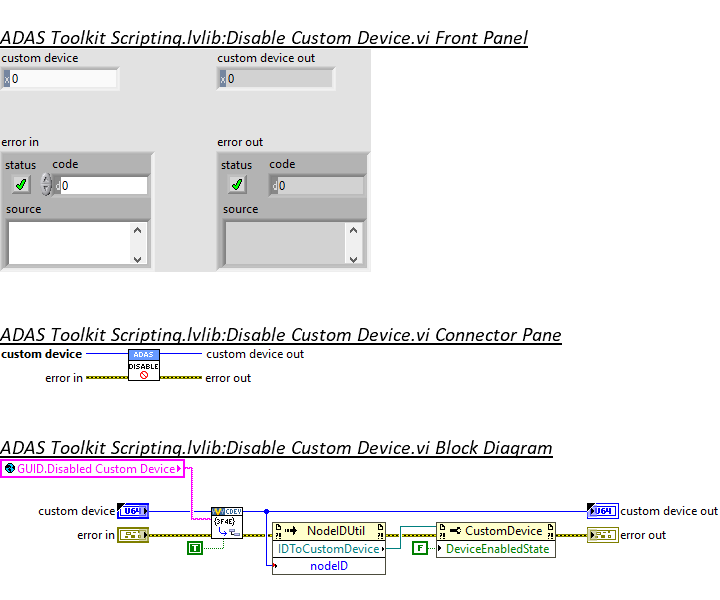 ADAS Toolkit Scripting.lvlib:Disable Custom Device.vi Front Panel
custom device
custom device out
x 0
x 0
error in
error out
status code
status code
d 0
d 0
source
source
ADAS Toolkit Scripting.lvlib:Disable Custom Device.vi Connector Pane
custom device
ADAS
custom device out
DISABLE
error in
error out
ADAS Toolkit Scripting.lvlib:Disable Custom Device.vi Block Diagram
GUID.Disabled Custom Device
custom device
U64
CDEV
{3F4E}
U64
custom device out
error in
NodeIDUtil
CustomDevice
error out
T
IDToCustomDevice
F
DeviceEnabledState
nodeID